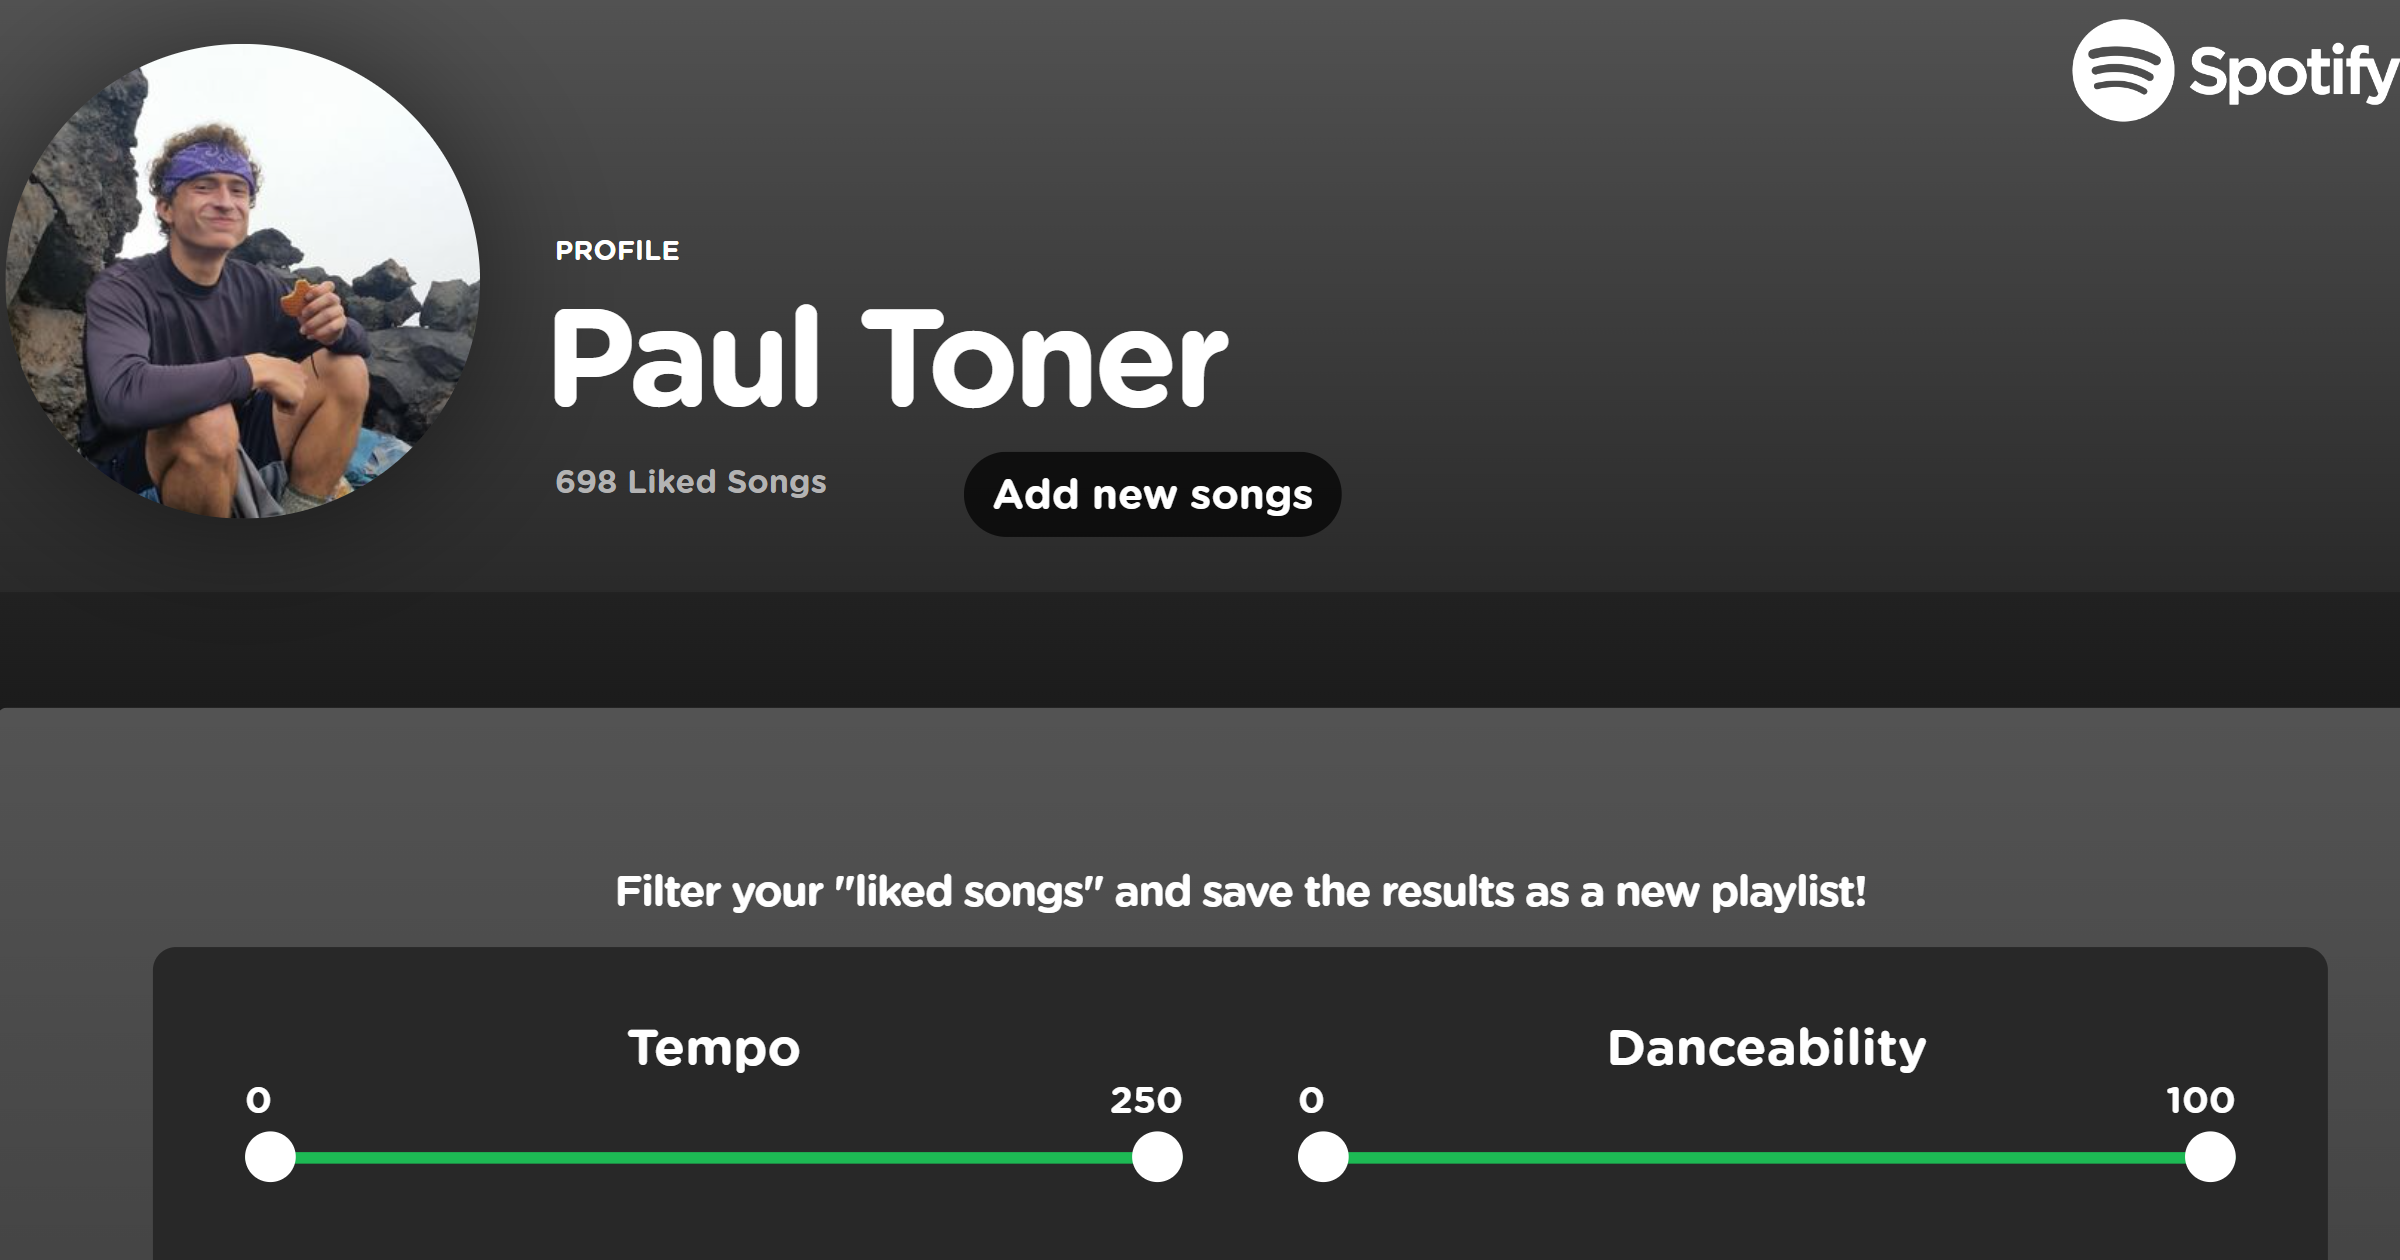 Spotify
PROFILE
Paul Toner
698 Liked Songs
Add new songs
Filter your "liked songs" and save the results as a new playlist!
Tempo
0 250
Danceability
0 100